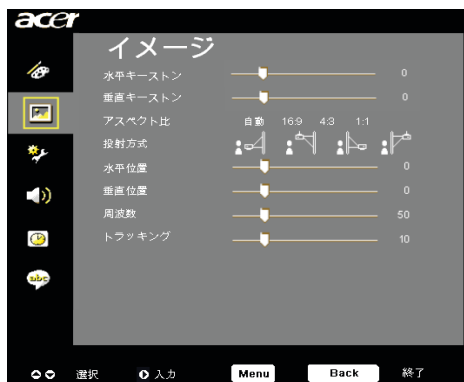 acer
イメージ
水平キーストン 0
垂直キーストン 0
アスペクト比 自動 16:9 4:3 1:1
投射方式
水平位置 0
垂直位置 0
周波数 50
トラッキング 10
abc
選択 入力 Menu Back 終了